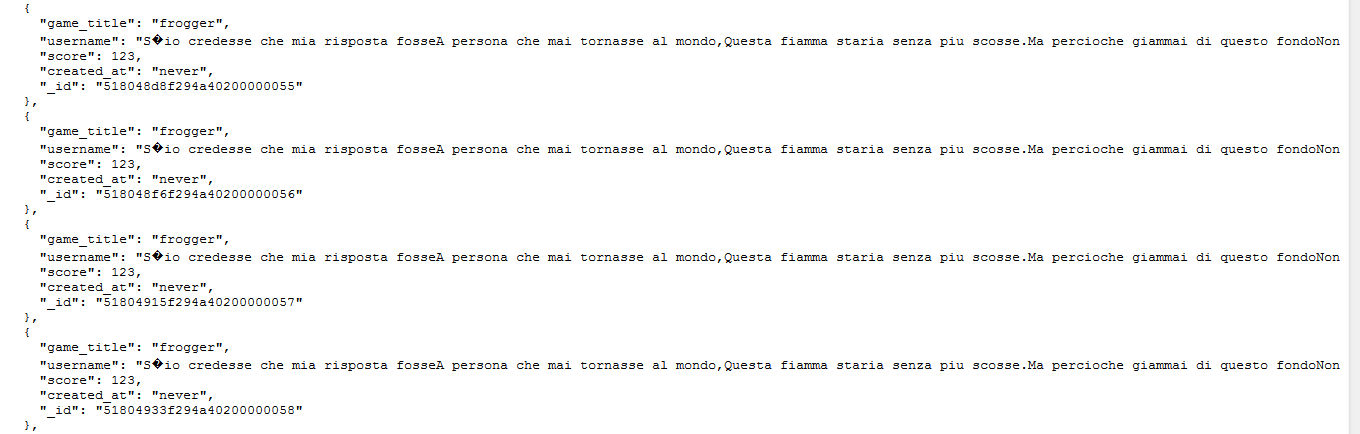 {
"game_title": "frogger",
"username": "S�io credesse che mia risposta fosseA persona che mai tornasse al mondo,Questa fiamma staria senza piu scosse.Ma percioche giammai di questo fondoNon
"score": 123,
"created_at": "never",
"_id": "518048d8f294a40200000055"
},
{
"game_title": "frogger",
"username": "S�io credesse che mia risposta fosseA persona che mai tornasse al mondo,Questa fiamma staria senza piu scosse.Ma percioche giammai di questo fondoNon
"score": 123,
"created_at": "never",
"_id": "518048f6f294a40200000056"
},
{
"game_title": "frogger",
"username": "S�io credesse che mia risposta fosseA persona che mai tornasse al mondo,Questa fiamma staria senza piu scosse.Ma percioche giammai di questo fondoNon
"score": 123,
"created_at": "never",
"_id": "51804915f294a40200000057"
},
{
"game_title": "frogger",
"username": "S�io credesse che mia risposta fosseA persona che mai tornasse al mondo,Questa fiamma staria senza piu scosse.Ma percioche giammai di questo fondoNon
"score": 123,
"created_at": "never",
"_id": "51804933f294a40200000058"
},